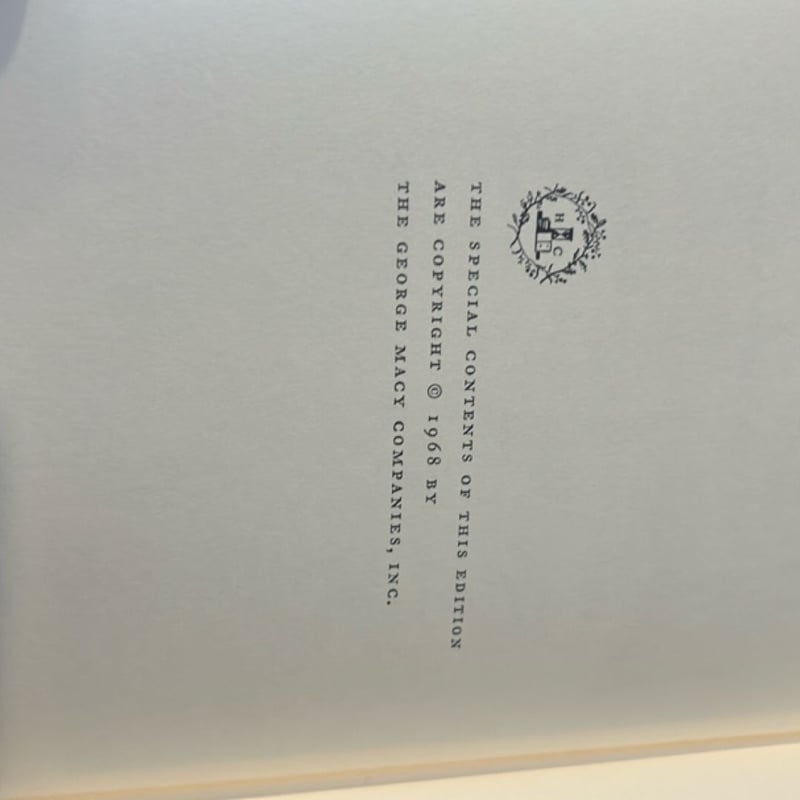 H C
THE SPECIAL CONTENTS OF THIS EDITION
ARE COPYRIGHT © 1968 BY
THE GEORGE MACY COMPANIES, INC.